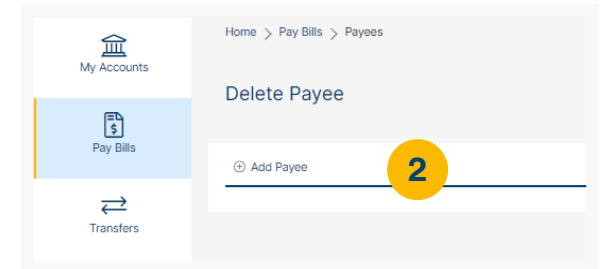 Home > Pay Bills > Payees
My Accounts
Delete Payee
$
Pay Bills
Add Payee
2
Transfers